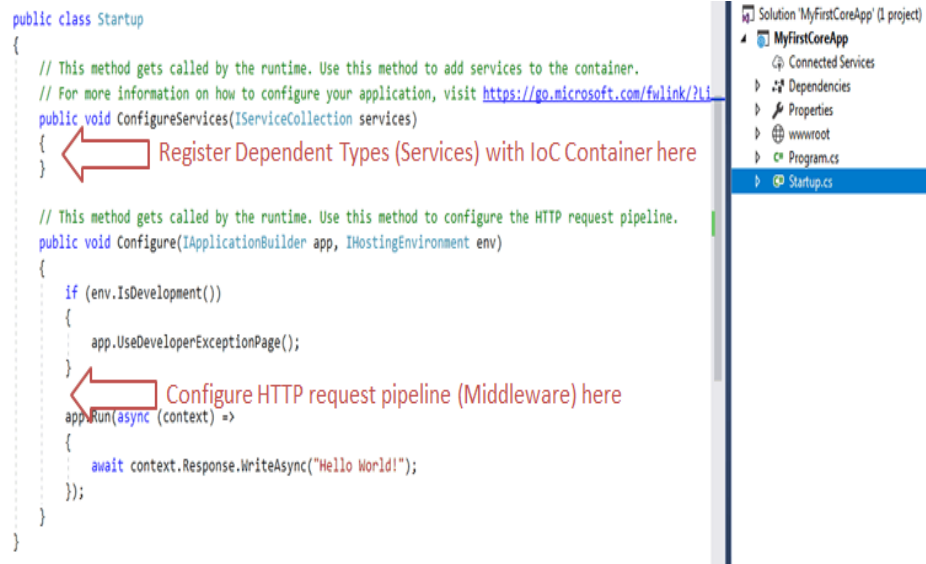 public class Startup
{
// This method gets called by the runtime. Use this method to add services to the container.
// For more information on how to configure your application, visit https://go.microsoft.com/fwlink/?Li
public void ConfigureServices(IServiceCollection services)
{
Register Dependent Types (Services) with IoC Container here
}
// This method gets called by the runtime. Use this method to configure the HTTP request pipeline.
public void Configure(IApplicationBuilder app, IHostingEnvironment env)
{
if (env.IsDevelopment())
{
app.UseDeveloperExceptionPage();
}
Configure HTTP request pipeline (Middleware) here
app.Run(async (context) =>
{
await context.Response.WriteAsync("Hello World!");
});
}
}
Solution 'MyFirstCoreApp' (1 project)
MyFirstCoreApp
Connected Services
Dependencies
Properties
wwwroot
C# Program.cs
C# Startup.cs